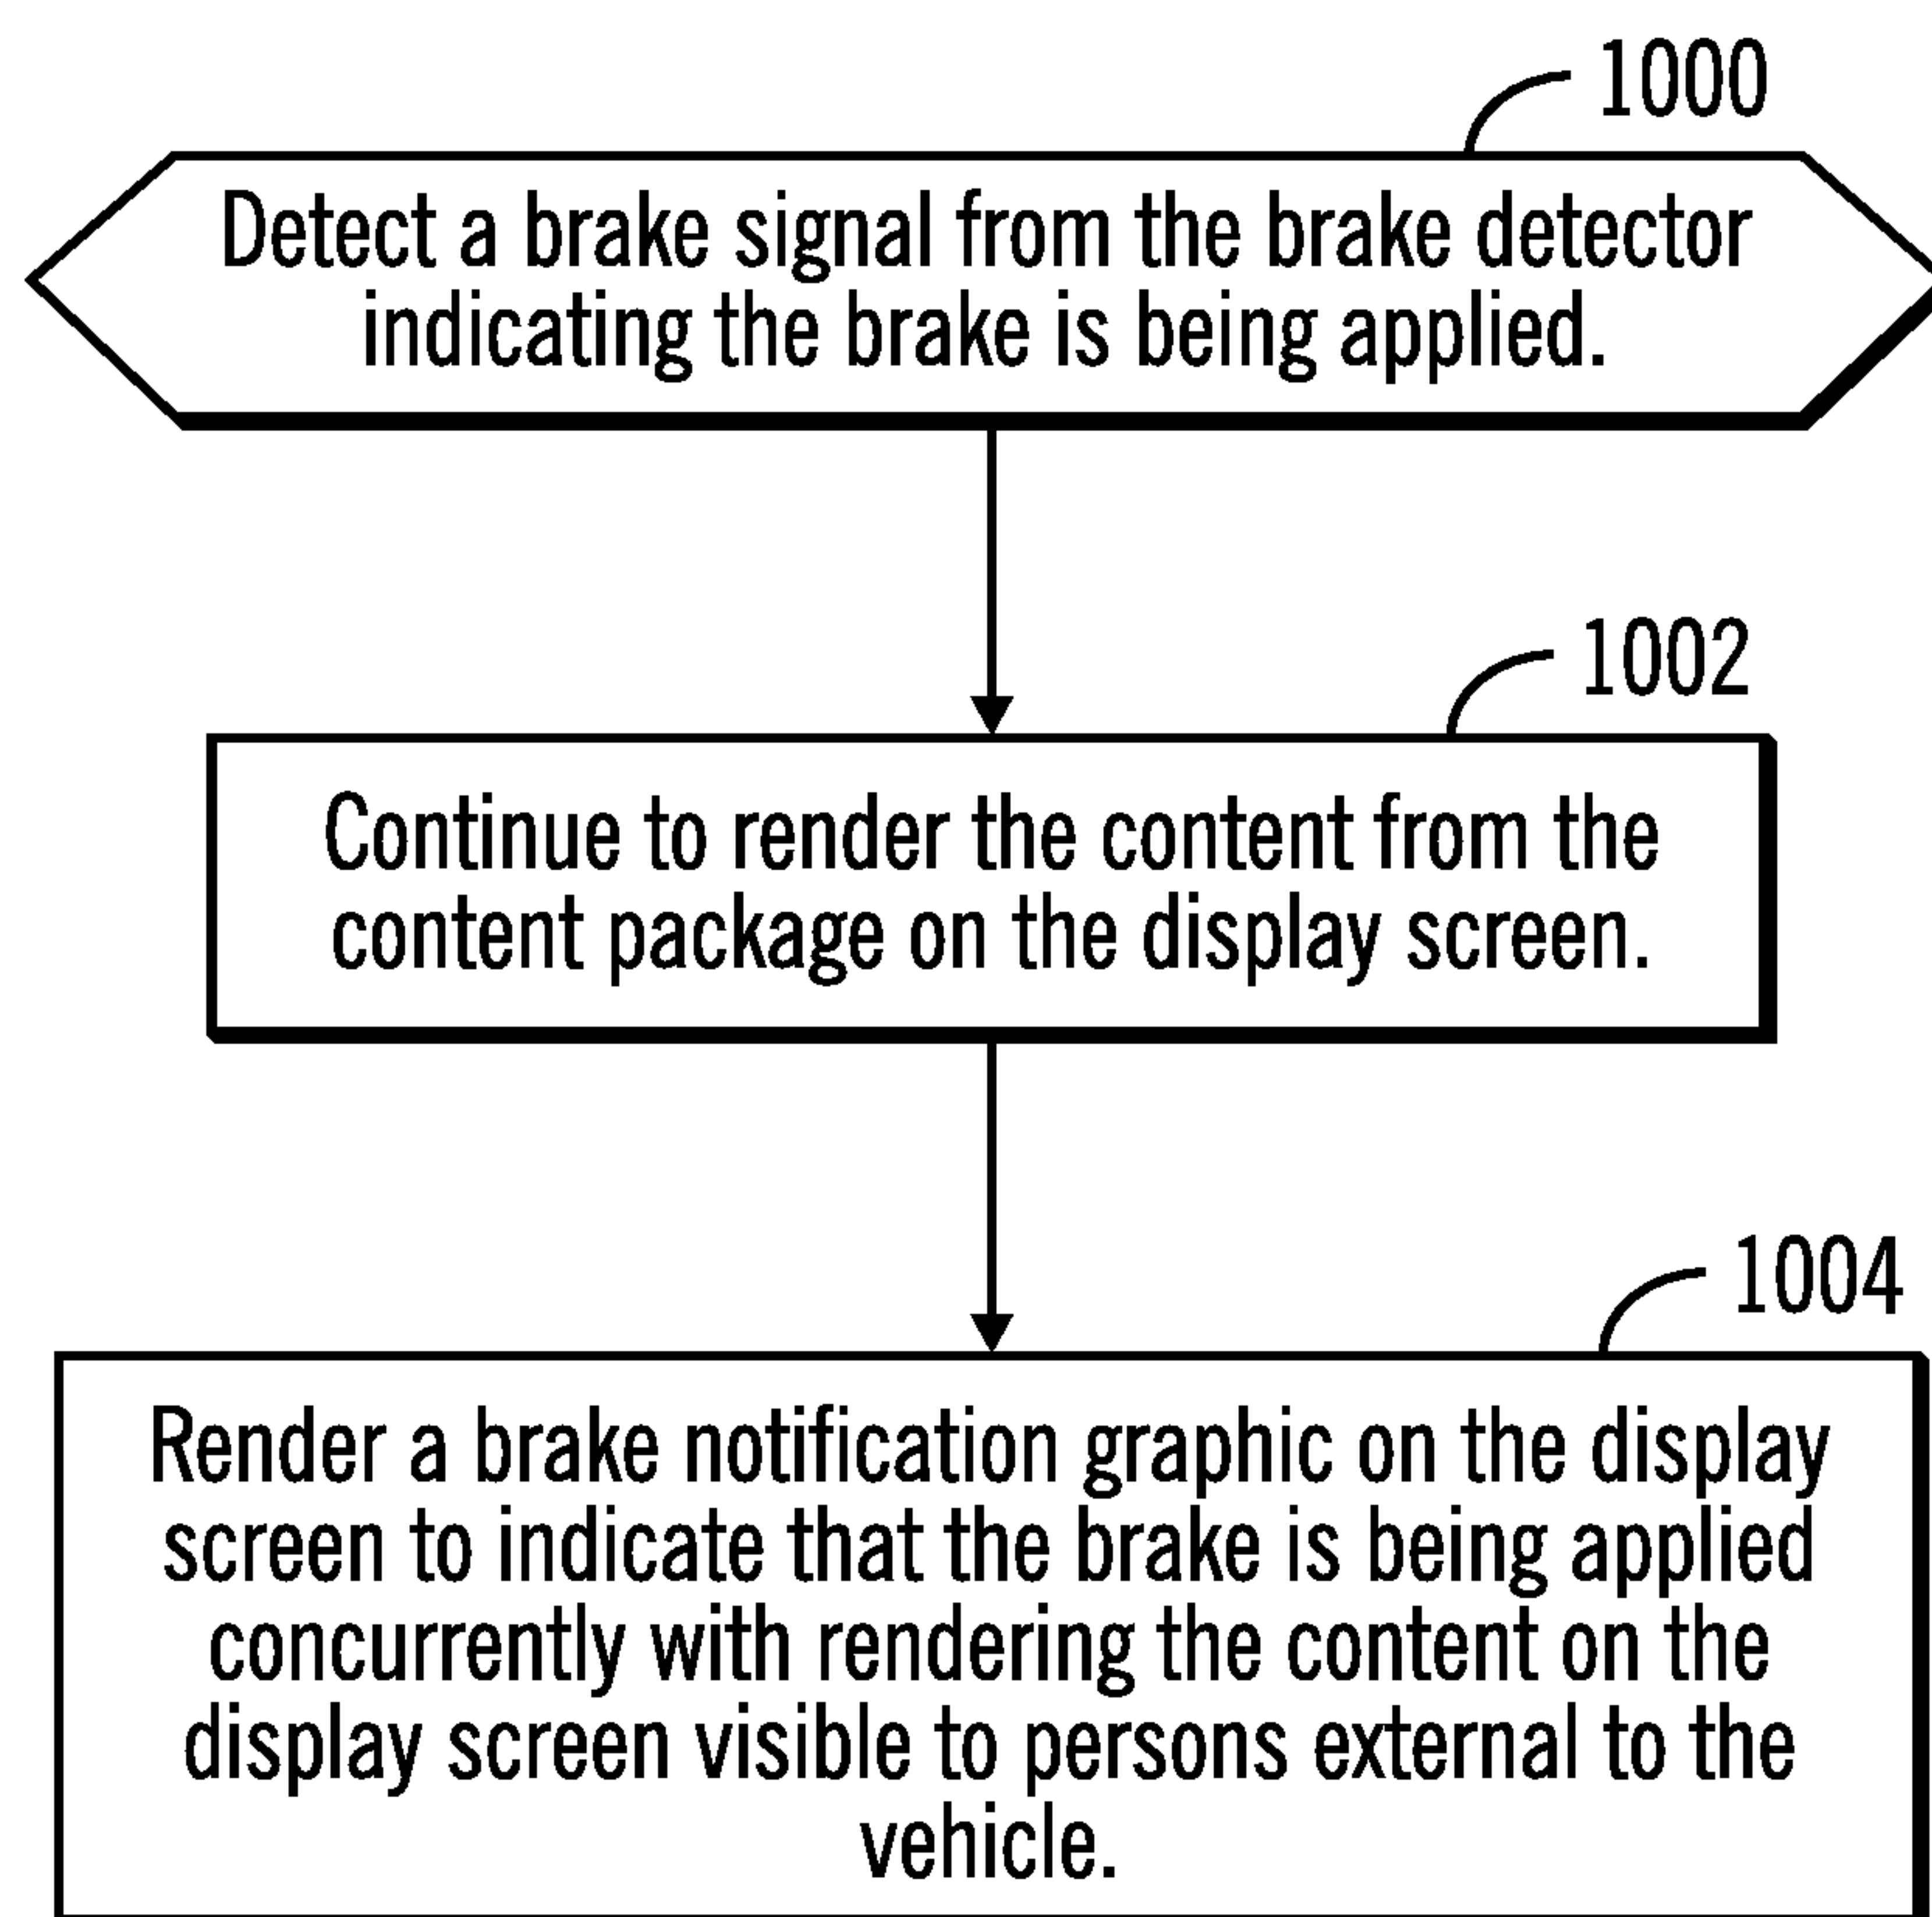 1000
Detect a brake signal from the brake detector
indicating the brake is being applied.
1002
Continue to render the content from the
content package on the display screen.
1004
Render a brake notification graphic on the display
screen to indicate that the brake is being applied
concurrently with rendering the content on the
display screen visible to persons external to the
vehicle.